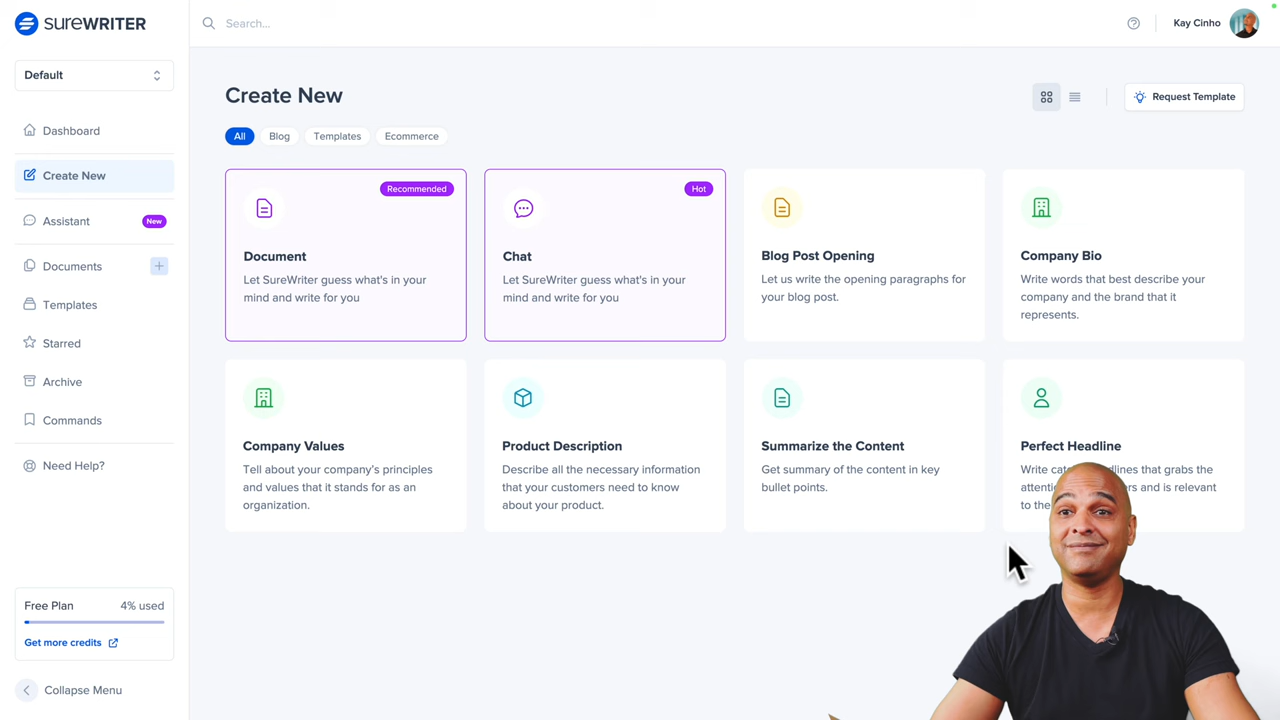 sureWRITER
Search...
Kay Cinho
Default
Dashboard
Create New
Assistant
New
Documents
Templates
Starred
Archive
Commands
Need Help?
Free Plan
4% used
Get more credits
Collapse Menu
Create New
Request Template
All
Blog
Templates
Ecommerce
Recommended
Document
Let SureWriter guess what's in your
mind and write for you
Hot
Chat
Let SureWriter guess what's in your
mind and write for you
Blog Post Opening
Let us write the opening paragraphs for
your blog post.
Company Bio
Write words that best describe your
company and the brand that it
represents.
Company Values
Tell about your company's principles
and values that it stands for as an
organization.
Product Description
Describe all the necessary information
that your customers need to know
about your product.
Summarize the Content
Get summary of the content in key
bullet points.
Perfect Headline
Write that grabs the
and is relevant
to